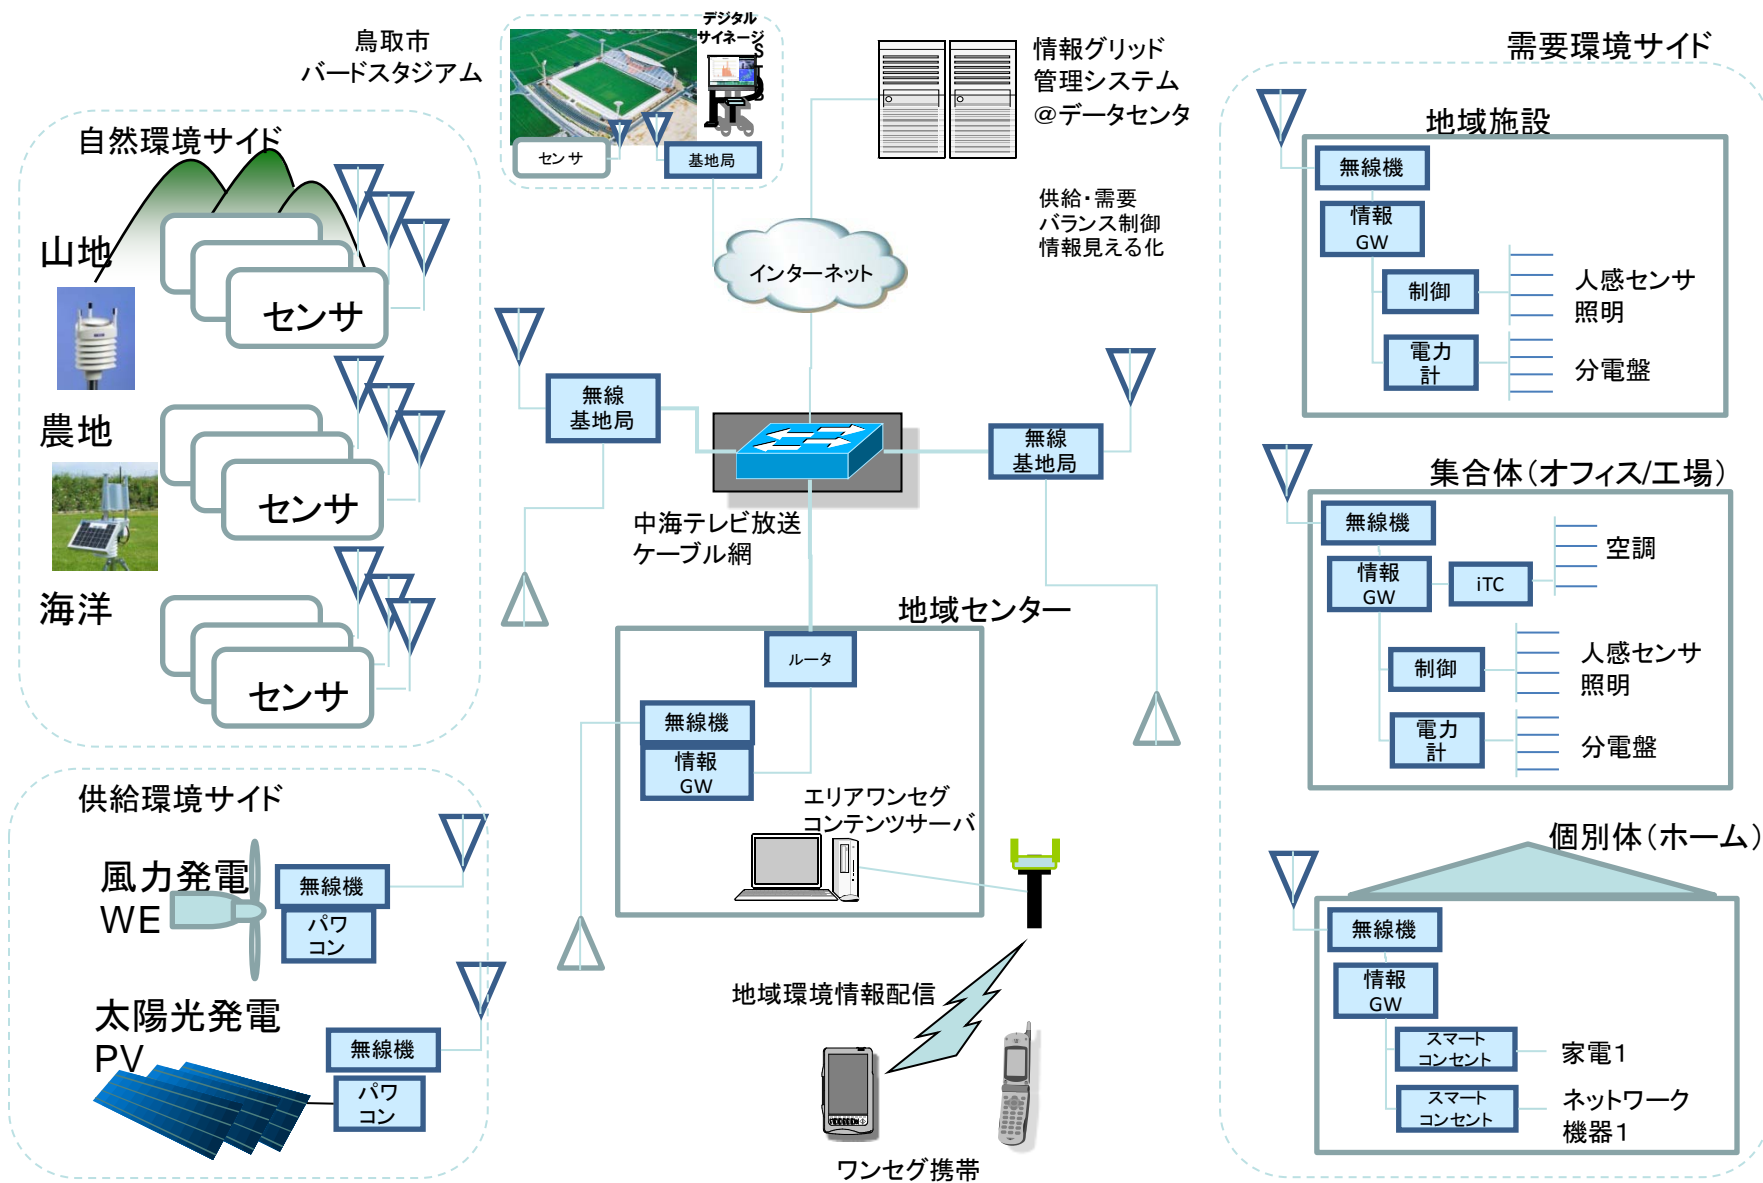 鳥取市
バードスタジアム
デジタル
サイネージ
STB
センサ
基地局
情報グリッド
管理システム
@データセンタ
供給・需要
バランス制御
情報見える化
インターネット
自然環境サイド
山地
センサ
農地
センサ
海洋
センサ
供給環境サイド
風力発電
WE
無線機
パワ
コン
太陽光発電
PV
無線機
パワ
コン
無線
基地局
無線
基地局
中海テレビ放送
ケーブル網
地域センター
ルータ
無線機
情報
GW
エリアワンセグ
コンテンツサーバ
地域環境情報配信
ワンセグ携帯
需要環境サイド
地域施設
無線機
情報
GW
制御
人感センサ
照明
電力
計
分電盤
集合体(オフィス/工場)
無線機
情報
GW
iTC
空調
制御
人感センサ
照明
電力
計
分電盤
個別体(ホーム)
無線機
情報
GW
スマート
コンセント
家電1
スマート
コンセント
ネットワーク
機器1